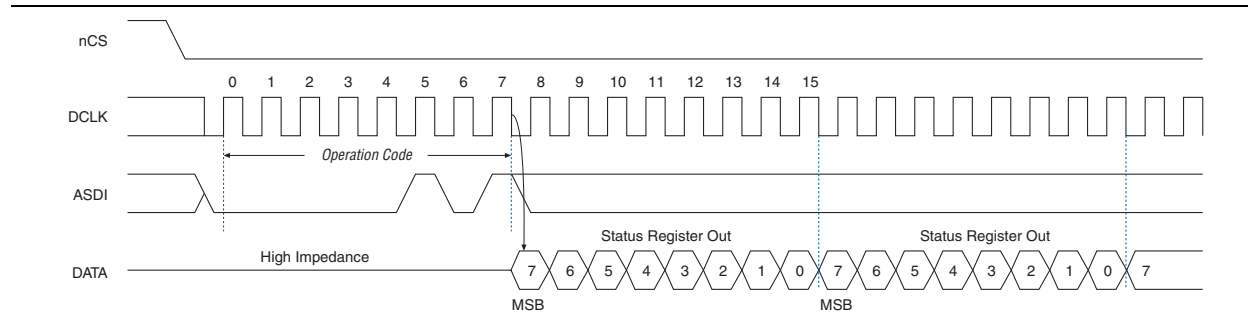 nCS
0 1 2 3 4 5 6 7 8 9 10 11 12 13 14 15
DCLK
Operation Code
ASDI
Status Register Out Status Register Out
High Impedance
DATA 7 6 5 4 3 2 1 0 7 6 5 4 3 2 1 0 7
MSB MSB